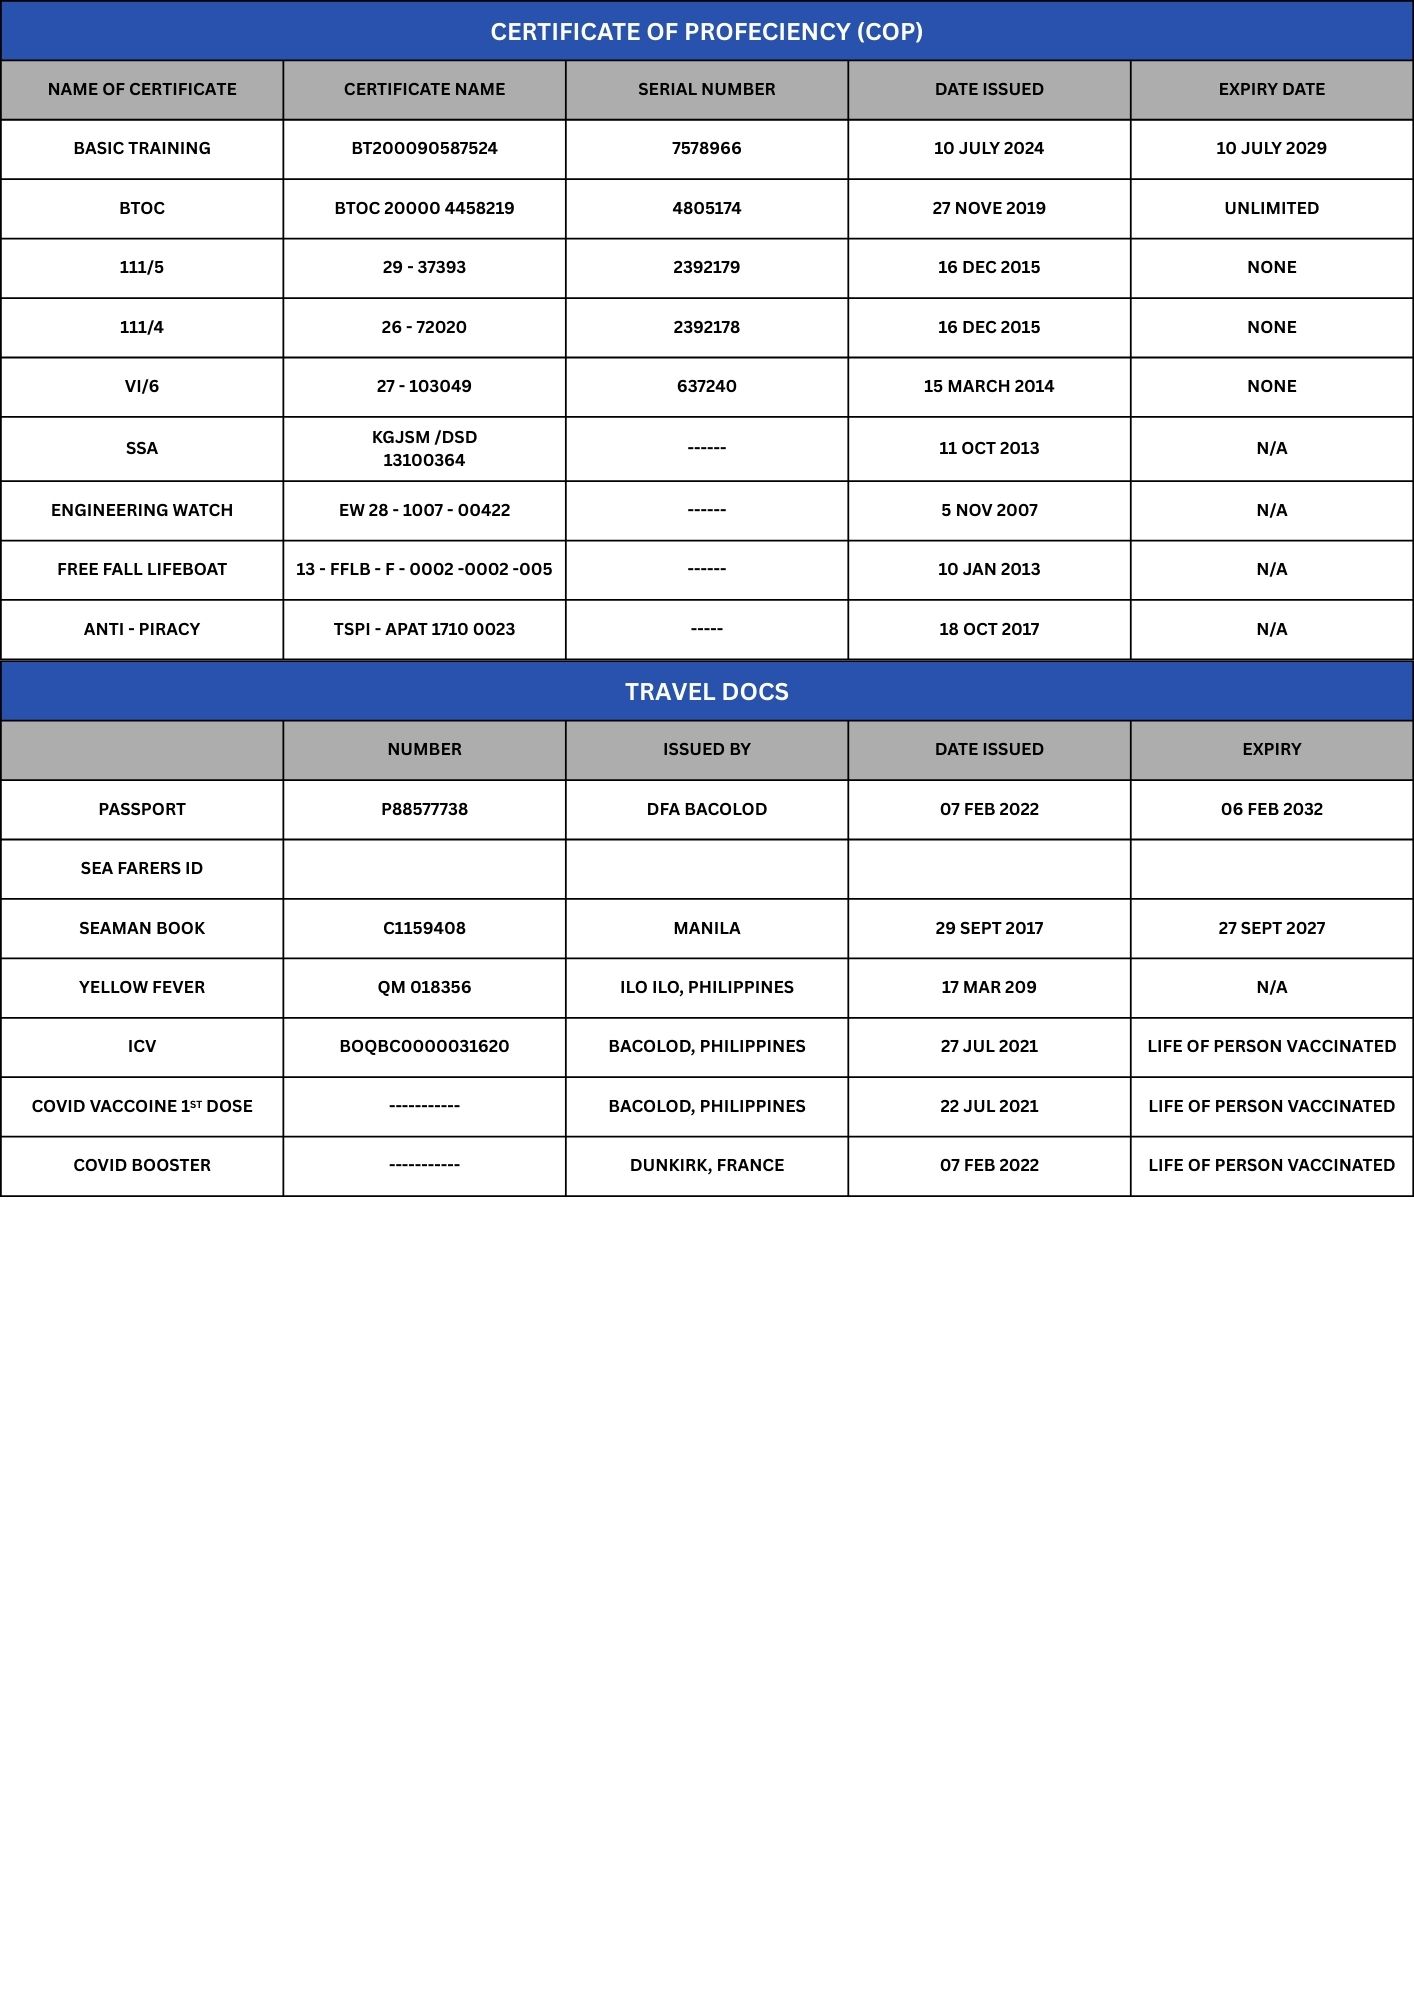 CERTIFICATE OF PROFECIENCY (COP)
NAME OF CERTIFICATE CERTIFICATE NAME SERIAL NUMBER DATE ISSUED EXPIRY DATE
BASIC TRAINING BT200090587524 7578966 10 JULY 2024 10 JULY 2029
BTOC BTOC 20000 4458219 4805174 27 NOVE 2019 UNLIMITED
111/5 29 - 37393 2392179 16 DEC 2015 NONE
111/4 26 - 72020 2392178 16 DEC 2015 NONE
VI/6 27 - 103049 637240 15 MARCH 2014 NONE
SSA KGJSM /DSD 13100364 ------ 11 OCT 2013 N/A
ENGINEERING WATCH EW 28 - 1007 - 00422 ------ 5 NOV 2007 N/A
FREE FALL LIFEBOAT 13 - FFLB - F - 0002 -0002 -005 ------ 10 JAN 2013 N/A
ANTI - PIRACY TSPI - APAT 1710 0023 ----- 18 OCT 2017 N/A
TRAVEL DOCS
NUMBER ISSUED BY DATE ISSUED EXPIRY
PASSPORT P88577738 DFA BACOLOD 07 FEB 2022 06 FEB 2032
SEA FARERS ID
SEAMAN BOOK C1159408 MANILA 29 SEPT 2017 27 SEPT 2027
YELLOW FEVER QM 018356 ILO ILO, PHILIPPINES 17 MAR 209 N/A
ICV BOQBC0000031620 BACOLOD, PHILIPPINES 27 JUL 2021 LIFE OF PERSON VACCINATED
COVID VACCOINE 1ST DOSE ----------- BACOLOD, PHILIPPINES 22 JUL 2021 LIFE OF PERSON VACCINATED
COVID BOOSTER ----------- DUNKIRK, FRANCE 07 FEB 2022 LIFE OF PERSON VACCINATED